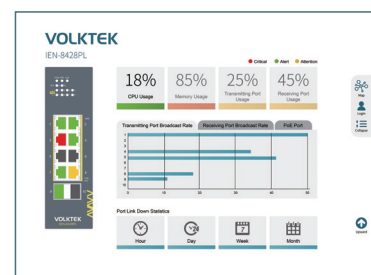 VOLKTEK
IEN-8428PL
Critical Alert Attention
18% 85% 25% 45%
CPU Usage Memory Usage Transmitting Port Usage Receiving Port Usage
Map
Login
Collapse
Transmitting Port Broadcast Rate Receiving Port Broadcast Rate PoE Port
1
2
3
4
5
6
7
8
9
10
0 10 20 30 40 50
VOLKTEK
Port Link Down Statistics
24
7
Hour Day Week Month
Upward